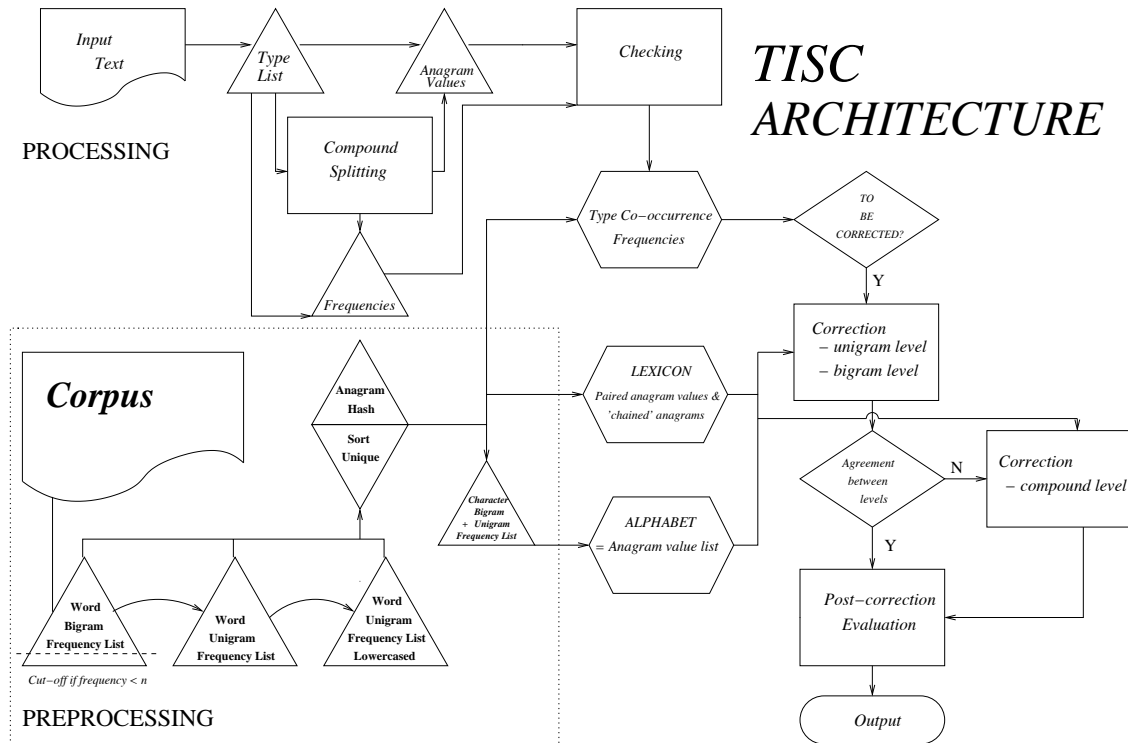 Input
Text
Type
List
Anagram
Values
Checking
TISC
ARCHITECTURE
PROCESSING
Compound
Splitting
Type Co−occurrence
Frequencies
TO
BE
CORRECTED?
Frequencies
Y
Correction
− unigram level
− bigram level
Corpus
Anagram
Hash
Sort
Unique
LEXICON
Paired anagram values &
'chained' anagrams
Agreement
between
levels
N
Correction
− compound level
Character
Bigram
+ Unigram
Frequency List
ALPHABET
= Anagram value list
Y
Word
Bigram
Frequency List
Word
Unigram
Frequency List
Word
Unigram
Frequency List
Lowercased
Post−correction
Evaluation
Cut−off if frequency < n
PREPROCESSING
Output